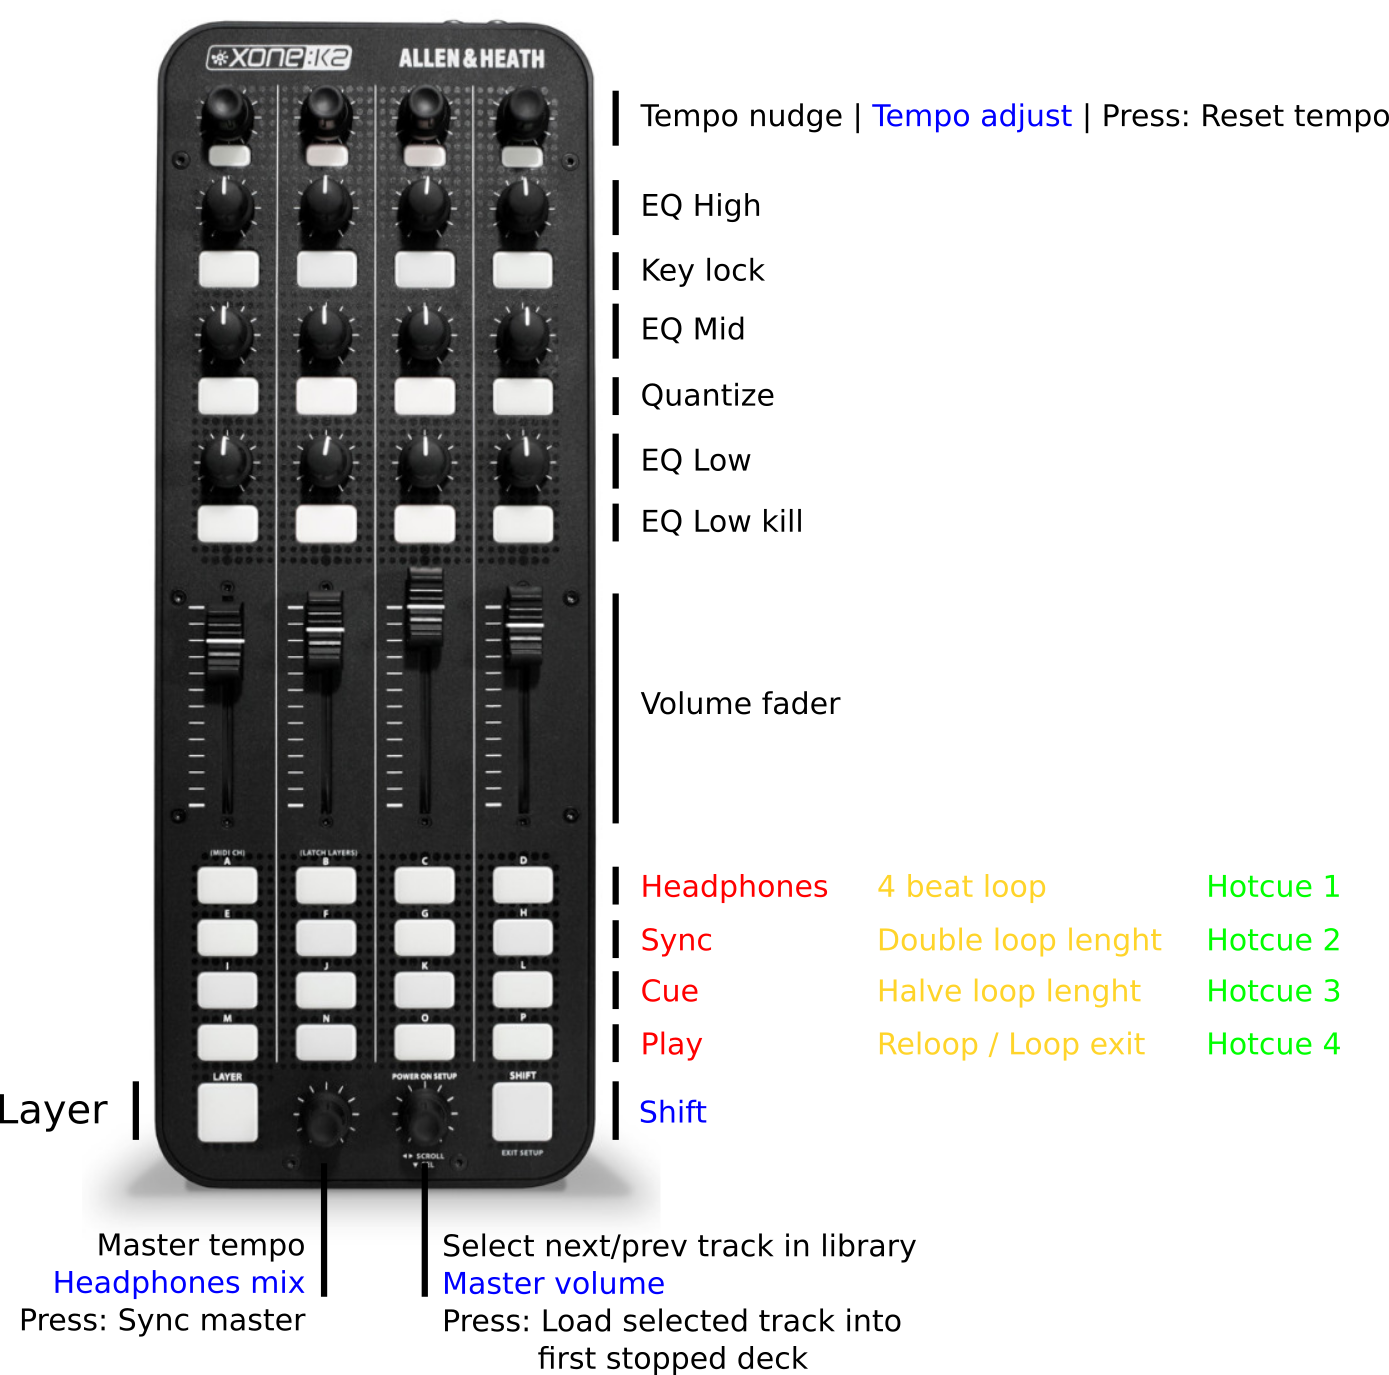 xone:K2 ALLEN&HEATH
Tempo nudge | Tempo adjust | Press: Reset tempo
EQ High
Key lock
EQ Mid
Quantize
EQ Low
EQ Low kill
Volume fader
(MIDI CH) (LATCH LAYERS)
A B C D
Headphones 4 beat loop Hotcue 1
E F G H
Sync Double loop lenght Hotcue 2
I J K L
Cue Halve loop lenght Hotcue 3
M N O P
Play Reloop / Loop exit Hotcue 4
LAYER POWER ON SETUP SHIFT
Layer Shift
EXIT SETUP
◄► SCROLL
▼
Master tempo
Headphones mix
Press: Sync master
Select next/prev track in library
Master volume
Press: Load selected track into
first stopped deck